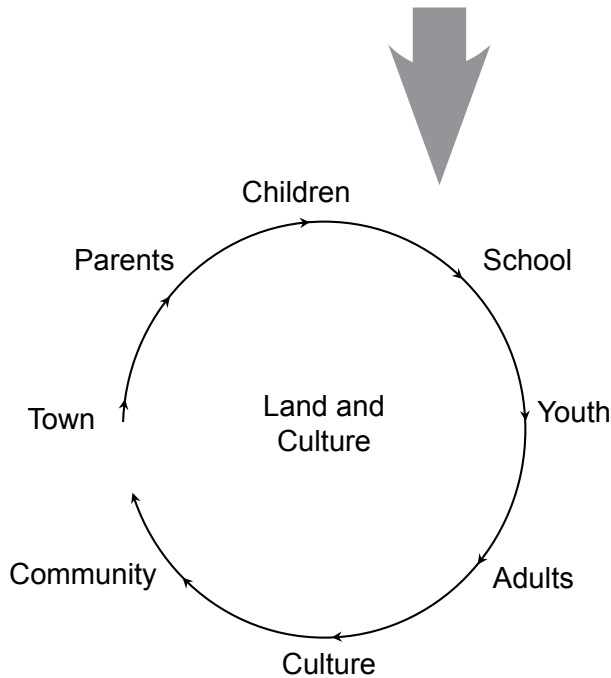 Children
Parents
School
Town
Land and
Culture
Youth
Community
Adults
Culture